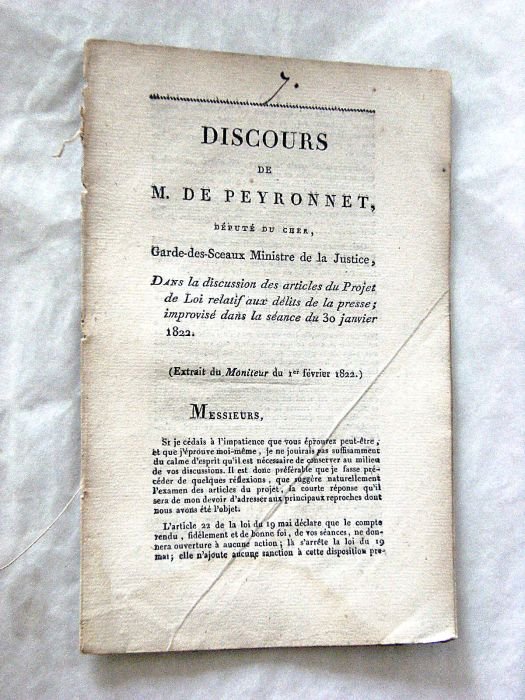 7.
DISCOURS
DE
M. DE PEYRONNET,
DÉPUTÉ DU CHER,
Garde-des-Sceaux Ministre de la Justice,
DANS la discussion des articles du Projet
de Loi relatif aux délits de la presse;
improvisé dans la séance du 30 janvier
1822.
(Extrait du Moniteur du 1er février 1822.)
MESSIEURS,
Si je cédais à l'impatience que vous éprouvez peut-être,
et que j'éprouve moi-même, je ne jouirais pas suffisamment
du calme d'esprit qu'il est nécessaire de conserver au milieu
de vos discussions. Il est donc préférable que je fasse pré-
céder de quelques réflexions, que suggère naturellement
l'examen des articles du projet, la courte réponse qu'il
sera de mon devoir d'adresser aux principaux reproches dont
nous avons été l'objet.
L'article 22 de la loi du 19 mai déclare que le compte
rendu, fidèlement et de bonne foi, de vos séances, ne don-
nera ouverture à aucune action; là s'arrête la loi du 19
mai; elle n'ajoute aucune sanction à cette disposition pre-